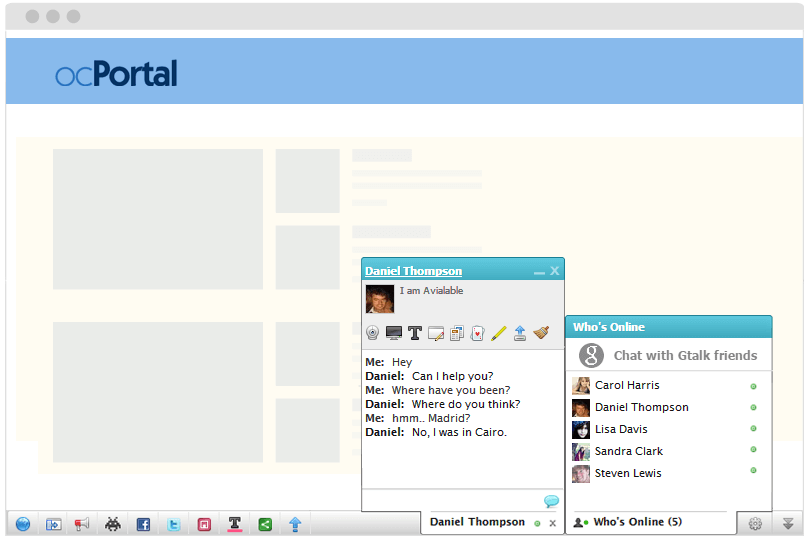 ocPortal
Daniel Thompson
I am Avialable
Me: Hey
Daniel: Can I help you?
Me: Where have you been?
Daniel: Where do you think?
Me: hmm.. Madrid?
Daniel: No, I was in Cairo.
Who's Online
g Chat with Gtalk friends
Carol Harris
Daniel Thompson
Lisa Davis
Sandra Clark
Steven Lewis
Daniel Thompson x
Who's Online (5)